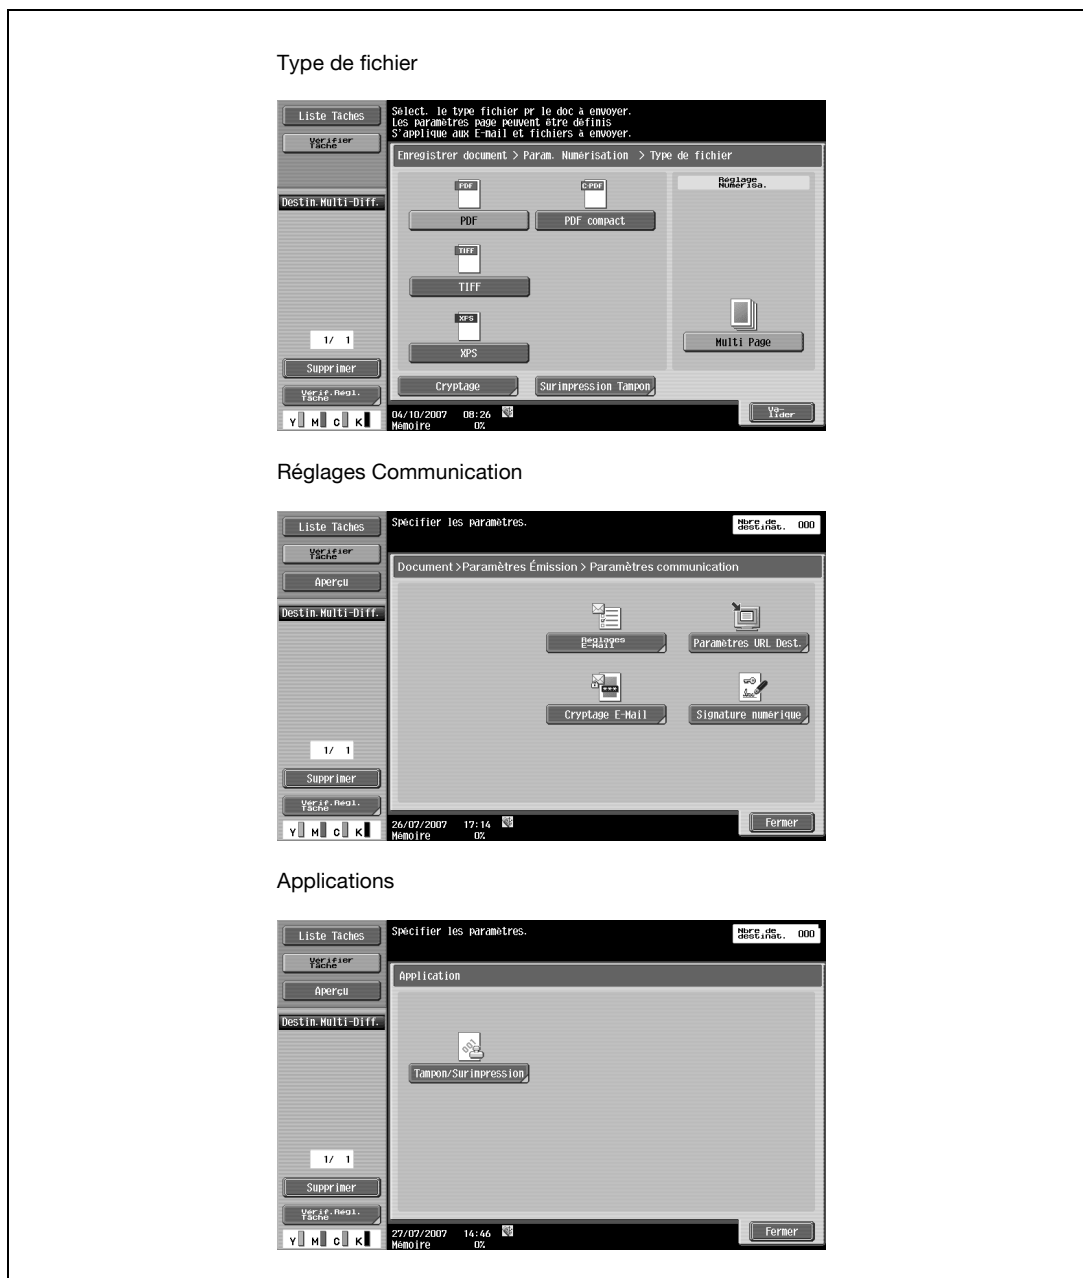 Type de fichier
Liste Tâches
Vérifier
Tâche
Destin.Multi-Diff.
1/ 1
Supprimer
Vérif.Régl.
Tâche
Y M C K
Sélect. le type fichier pr le doc à envoyer.
Les paramètres page peuvent être définis
S'applique aux E-mail et fichiers à envoyer.
Enregistrer document > Param. Numérisation > Type de fichier
PDF
C-PDF
PDF
PDF compact
TIFF
TIFF
XPS
XPS
Réglage
Numérisa.
Multi Page
Cryptage
Surimpression Tampon
04/10/2007 08:26
Mémoire 0%
Va-
lider
Réglages Communication
Liste Tâches
Vérifier
Tâche
Aperçu
Destin.Multi-Diff.
1/ 1
Supprimer
Vérif.Régl.
Tâche
Y M C K
Spécifier les paramètres.
Nbre de
destinat. 000
Document >Paramètres Émission > Paramètres communication
Réglages
E-Mail
Paramètres URL Dest.
Cryptage E-Mail
Signature numérique
26/07/2007 17:14
Mémoire 0%
Fermer
Applications
Liste Tâches
Vérifier
Tâche
Aperçu
Destin.Multi-Diff.
1/ 1
Supprimer
Vérif.Régl.
Tâche
Y M C K
Spécifier les paramètres.
Nbre de
destinat. 000
Application
001
Tampon/Surimpression
27/07/2007 14:46
Mémoire 0%
Fermer